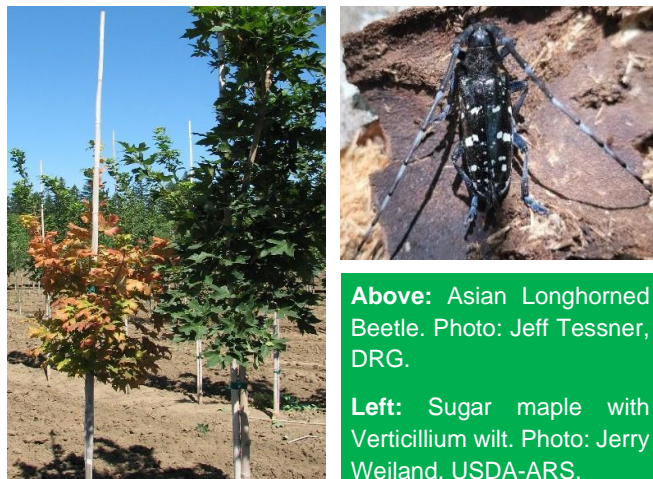 Above: Asian Longhorned
Beetle. Photo: Jeff Tessner,
DRG.
Left: Sugar maple with
Verticillium wilt. Photo: Jerry
Weiland, USDA-ARS.